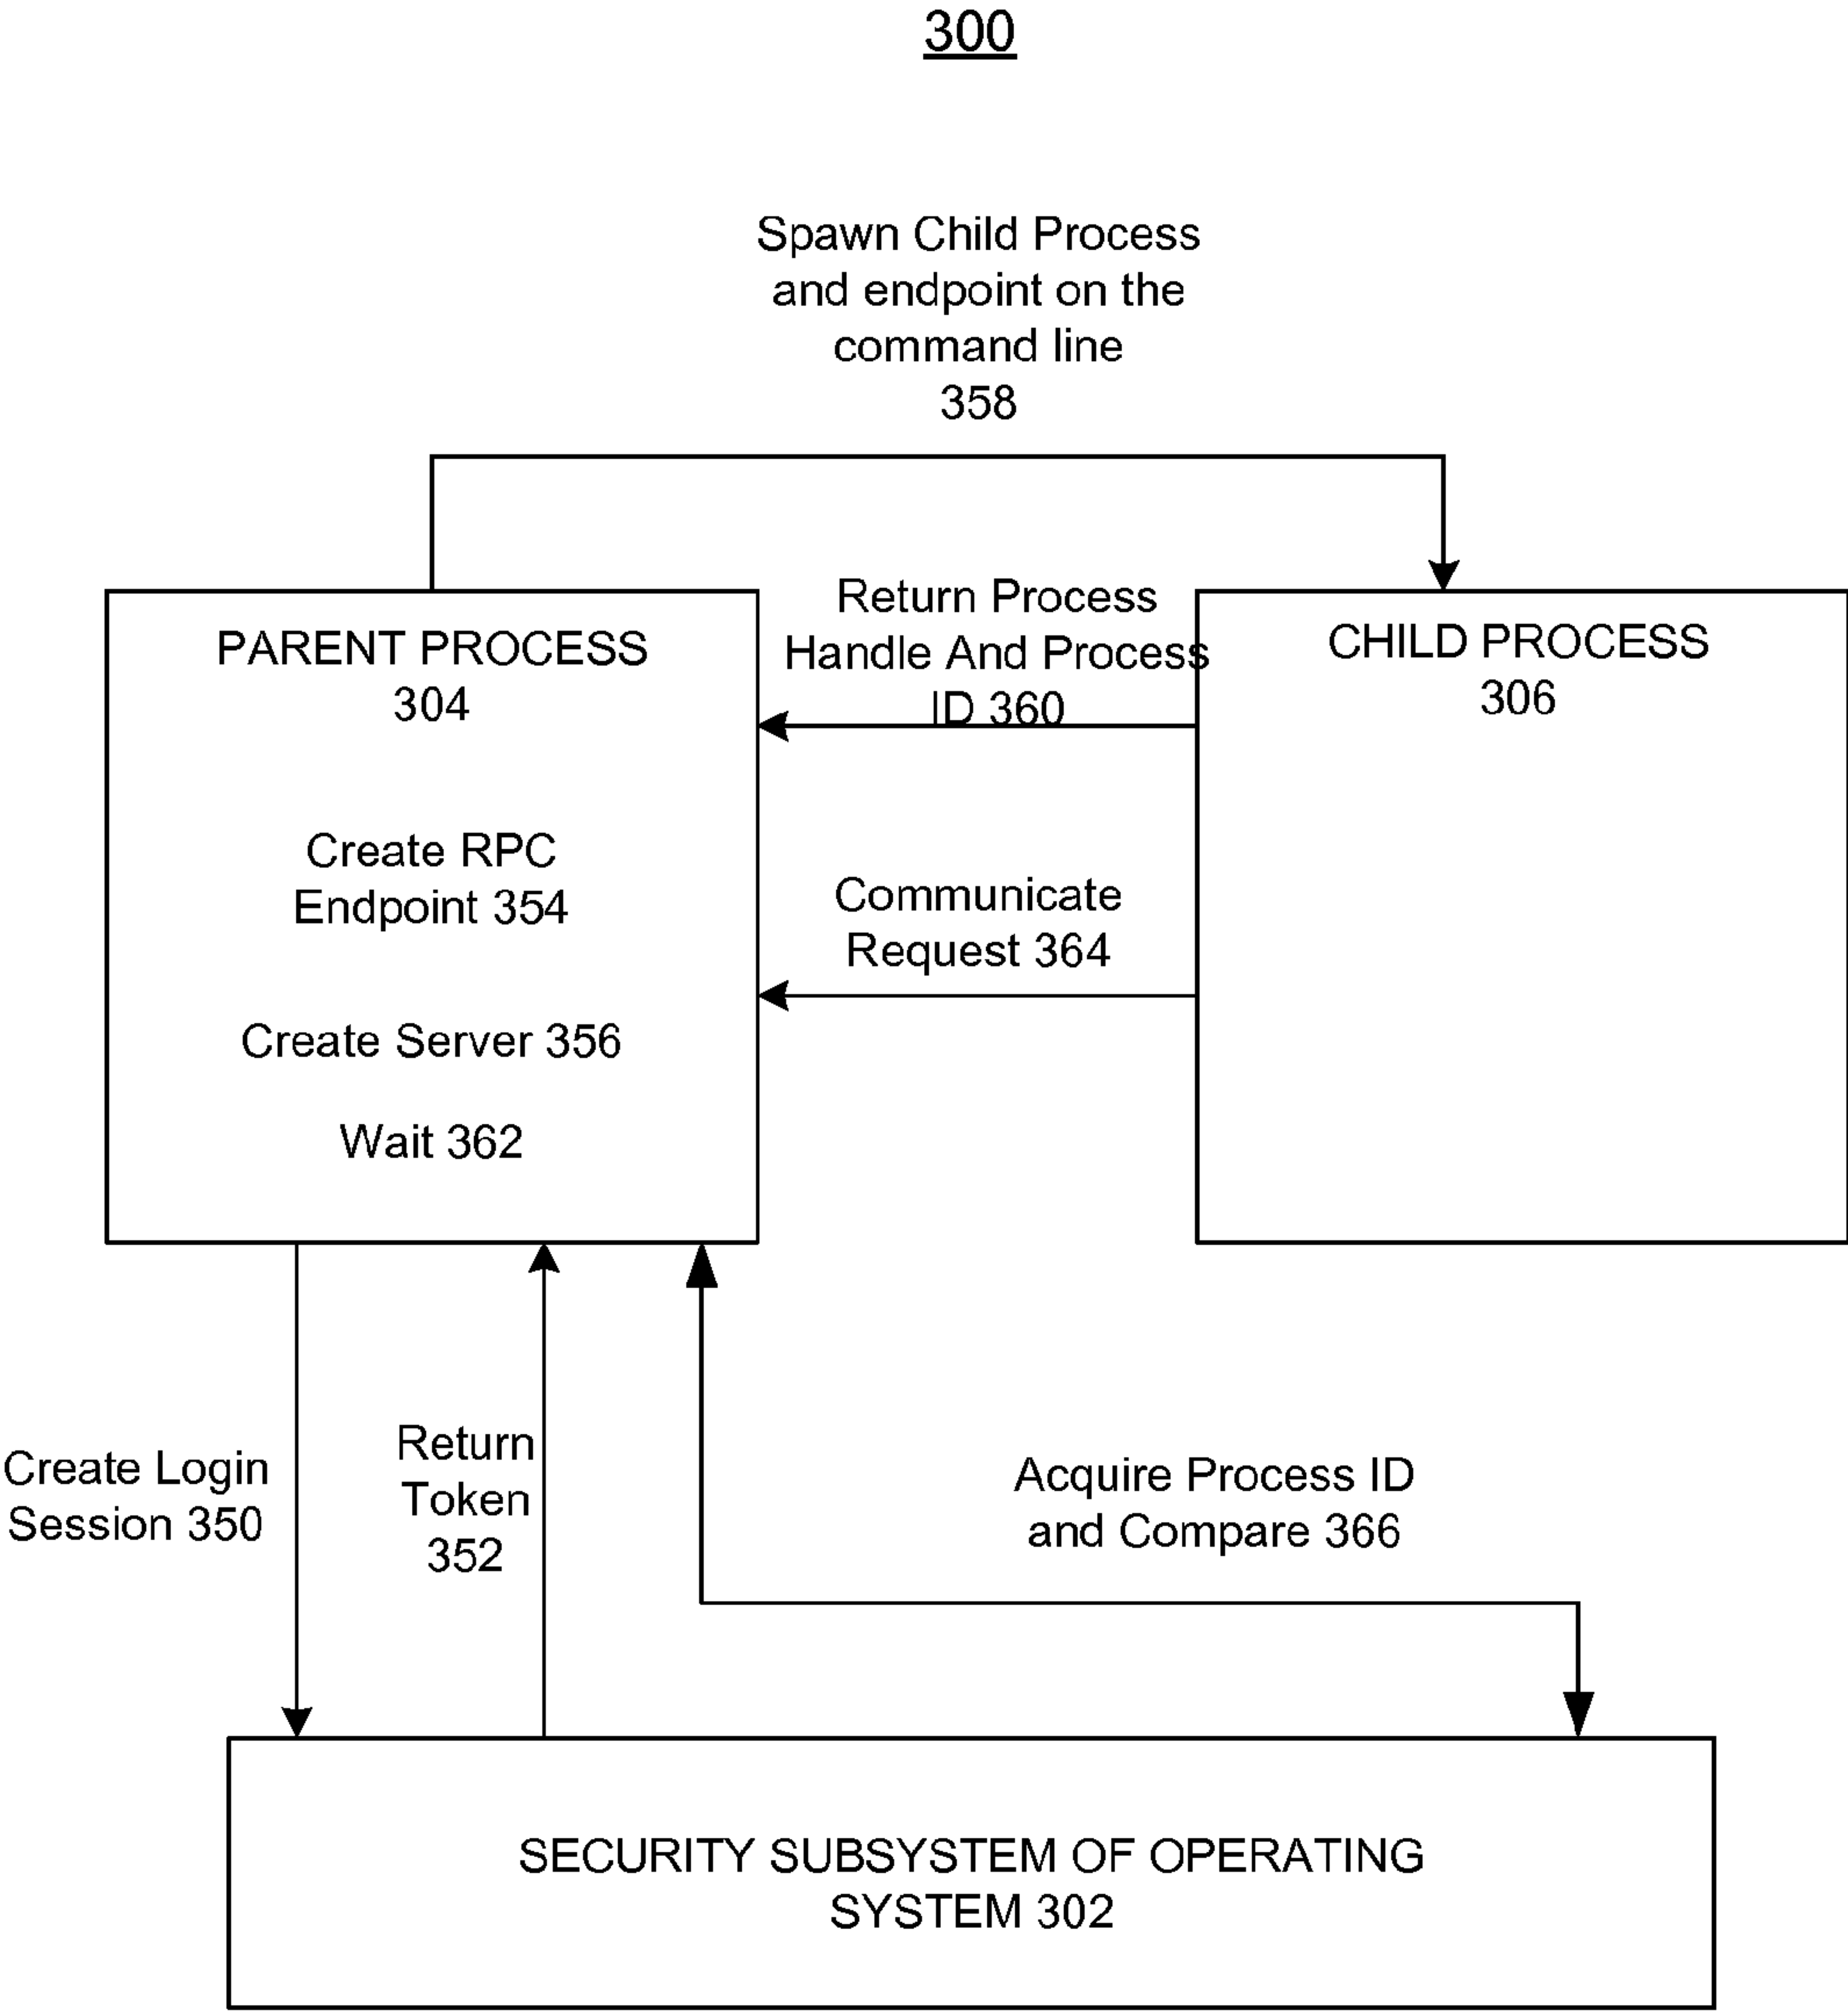 300
Spawn Child Process
and endpoint on the
command line
358
PARENT PROCESS
304
Create RPC
Endpoint 354
Create Server 356
Wait 362
Return Process
Handle And Process
ID 360
Communicate
Request 364
CHILD PROCESS
306
Create Login
Session 350
Return
Token
352
Acquire Process ID
and Compare 366
SECURITY SUBSYSTEM OF OPERATING
SYSTEM 302